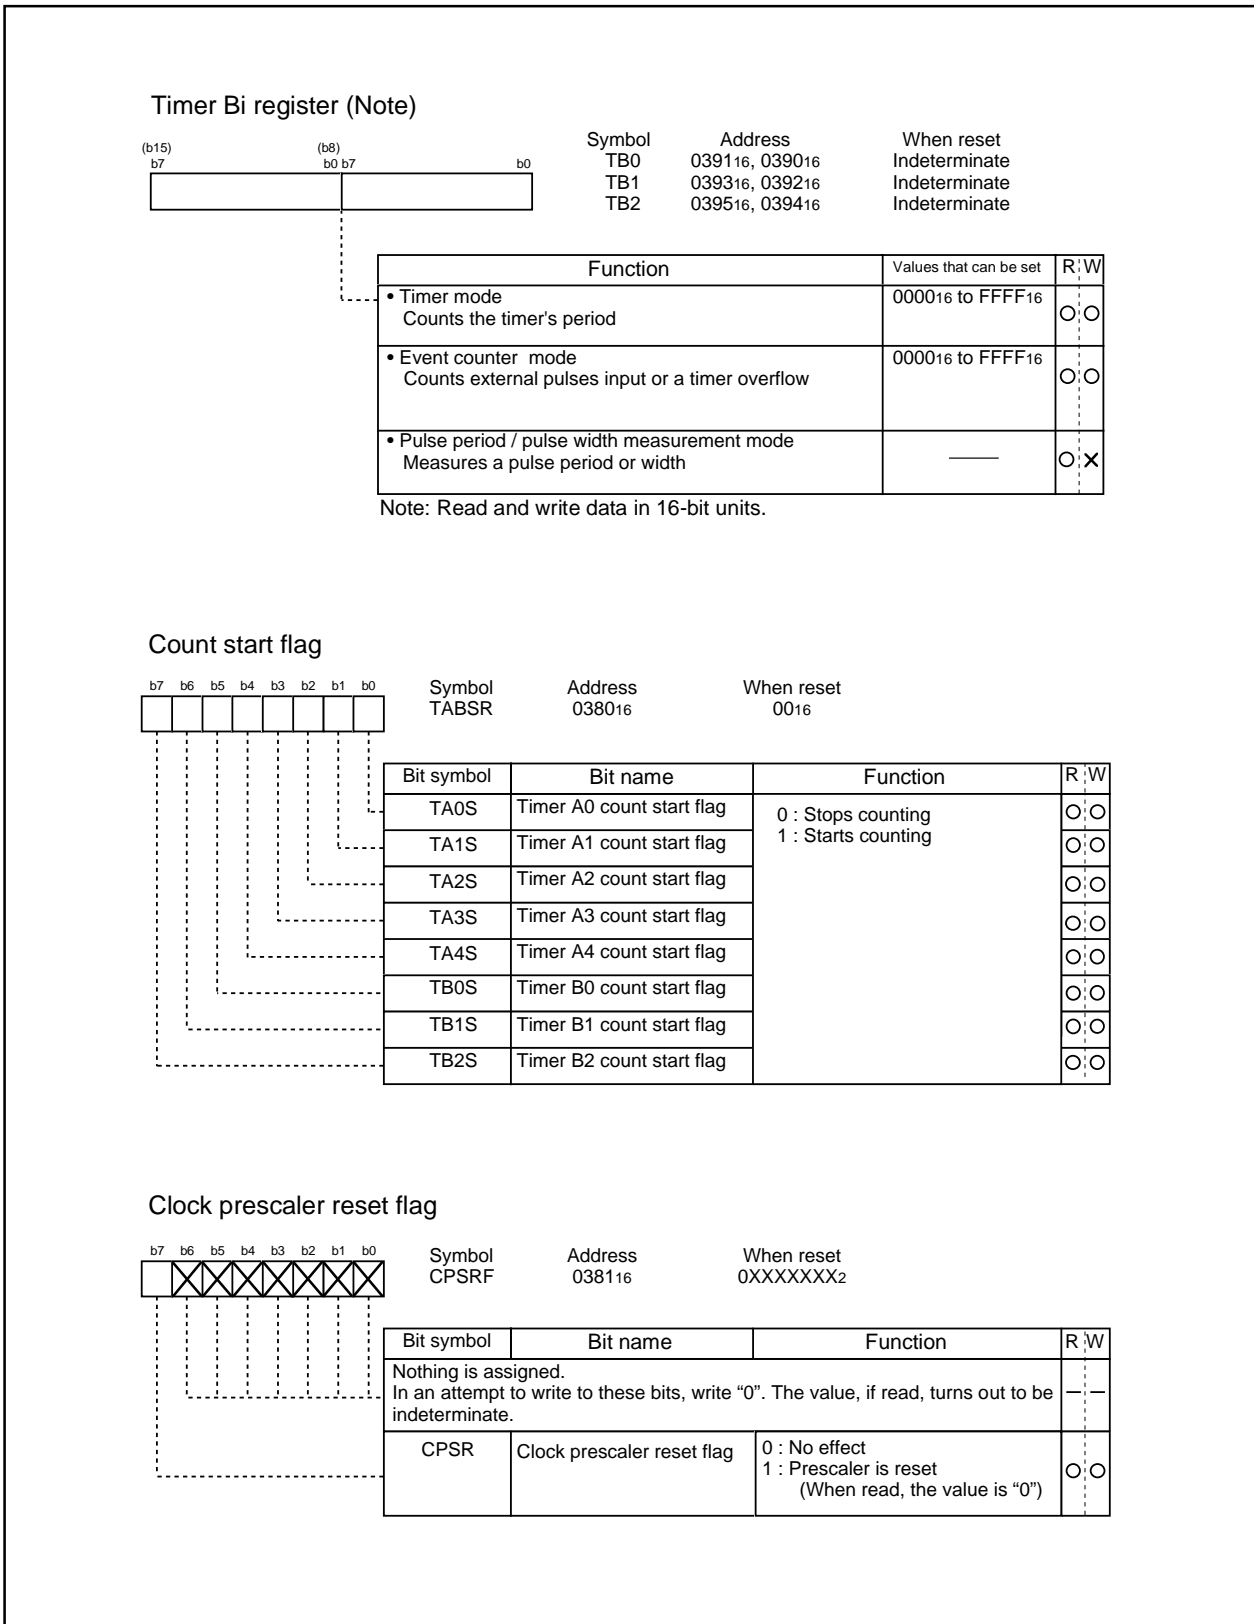 Timer Bi register (Note)
(b15) (b8)
b7 b0 b7 b0
Symbol Address When reset
TB0 039116, 039016 Indeterminate
TB1 039316, 039216 Indeterminate
TB2 039516, 039416 Indeterminate
Function Values that can be set R W
• Timer mode 000016 to FFFF16
Counts the timer's period
• Event counter mode 000016 to FFFF16
Counts external pulses input or a timer overflow
• Pulse period / pulse width measurement mode
Measures a pulse period or width
Note: Read and write data in 16-bit units.
Count start flag
b7 b6 b5 b4 b3 b2 b1 b0
Symbol Address When reset
TABSR 038016 0016
Bit symbol Bit name Function R W
TA0S Timer A0 count start flag 0 : Stops counting
1 : Starts counting
TA1S Timer A1 count start flag
TA2S Timer A2 count start flag
TA3S Timer A3 count start flag
TA4S Timer A4 count start flag
TB0S Timer B0 count start flag
TB1S Timer B1 count start flag
TB2S Timer B2 count start flag
Clock prescaler reset flag
b7 b6 b5 b4 b3 b2 b1 b0
Symbol Address When reset
CPSRF 038116 0XXXXXXX2
Bit symbol Bit name Function R W
Nothing is assigned.
In an attempt to write to these bits, write “0”. The value, if read, turns out to be
indeterminate.
CPSR Clock prescaler reset flag 0 : No effect
1 : Prescaler is reset
(When read, the value is “0”)